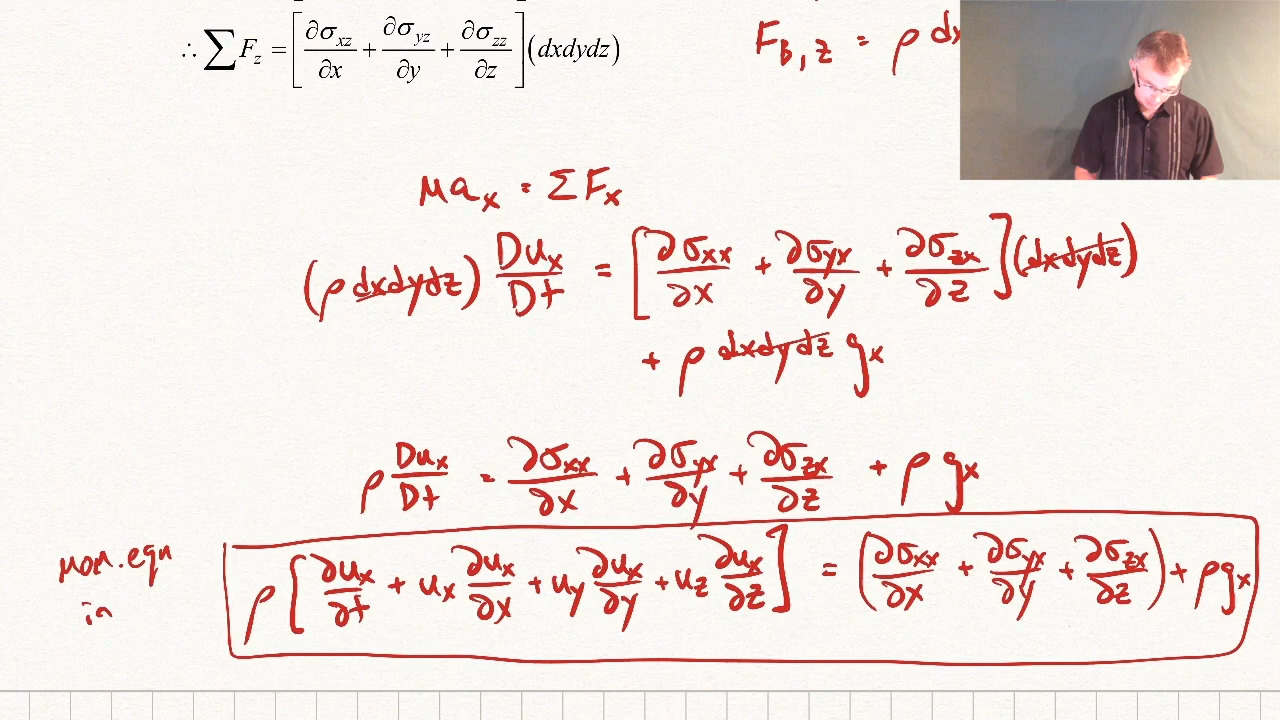 ∴ ∑F_z = [∂σ_xz/∂x + ∂σ_yz/∂y + ∂σ_zz/∂z](dxdydz)
F_B,z = ρ dx
Ma_x = ΣF_x
(ρ dxdydz) Du_x/Dt = [∂σ_xx/∂x + ∂σ_yx/∂y + ∂σ_zx/∂z](dxdydz)
+ ρ dxdydz g_x
ρ Du_x/Dt = ∂σ_xx/∂x + ∂σ_yx/∂y + ∂σ_zx/∂z + ρ g_x
mom. eqn
in
ρ[∂u_x/∂t + u_x ∂u_x/∂x + u_y ∂u_x/∂y + u_z ∂u_x/∂z] = (∂σ_xx/∂x + ∂σ_yx/∂y + ∂σ_zx/∂z) + ρg_x